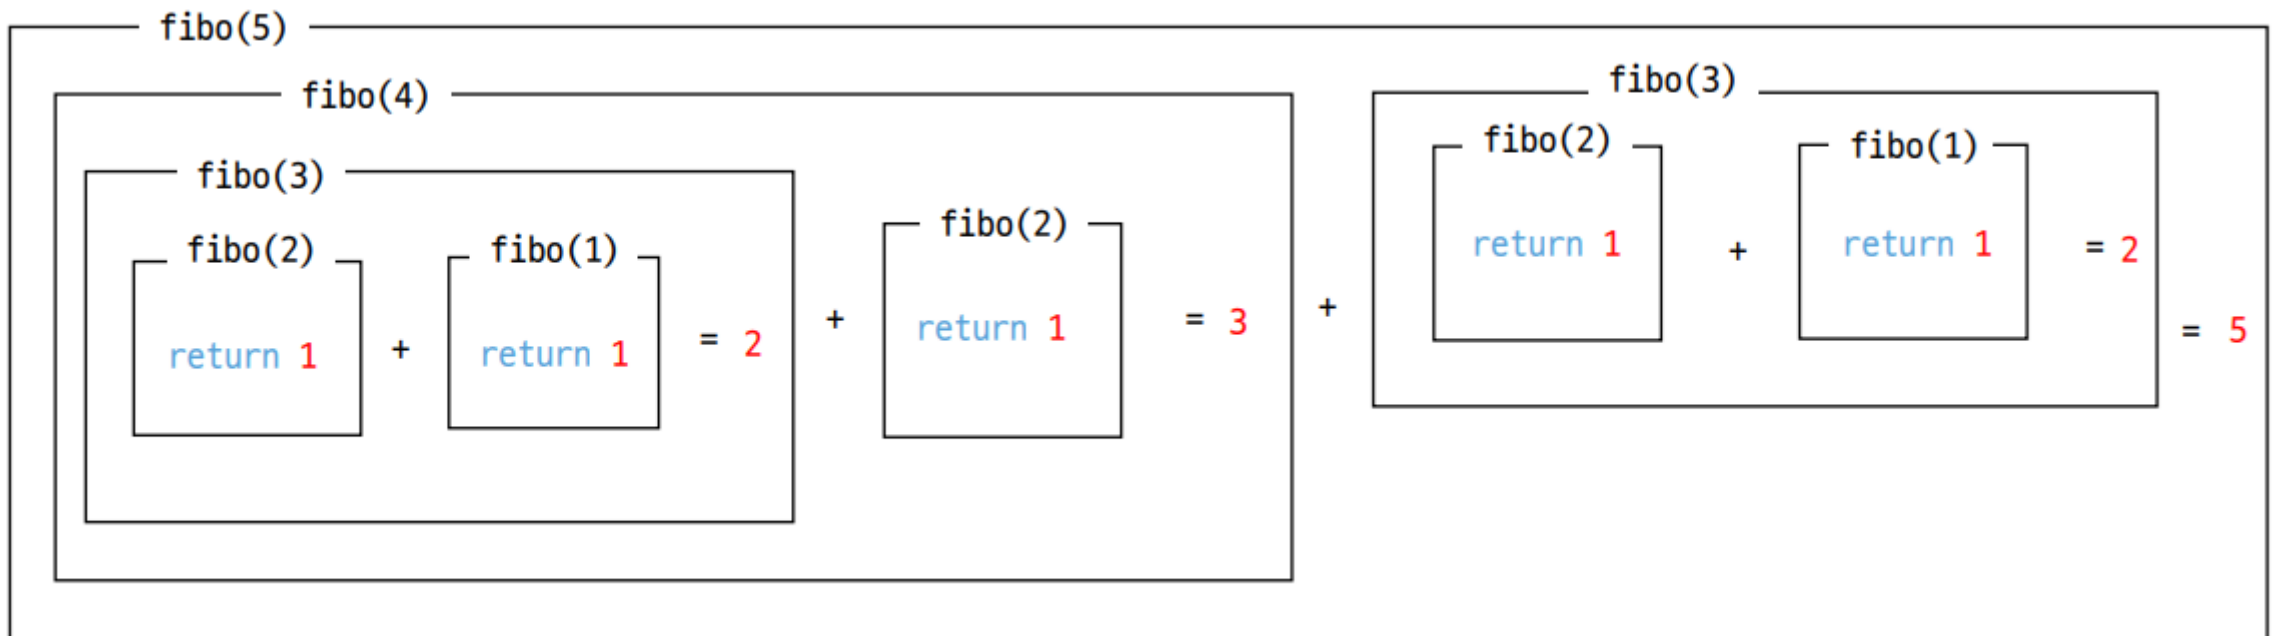 fibo(5)
fibo(4)
fibo(3)
fibo(2)
return 1
+
fibo(1)
return 1
= 2
+
fibo(2)
return 1
= 3
+
fibo(3)
fibo(2)
return 1
+
fibo(1)
return 1
= 2
= 5